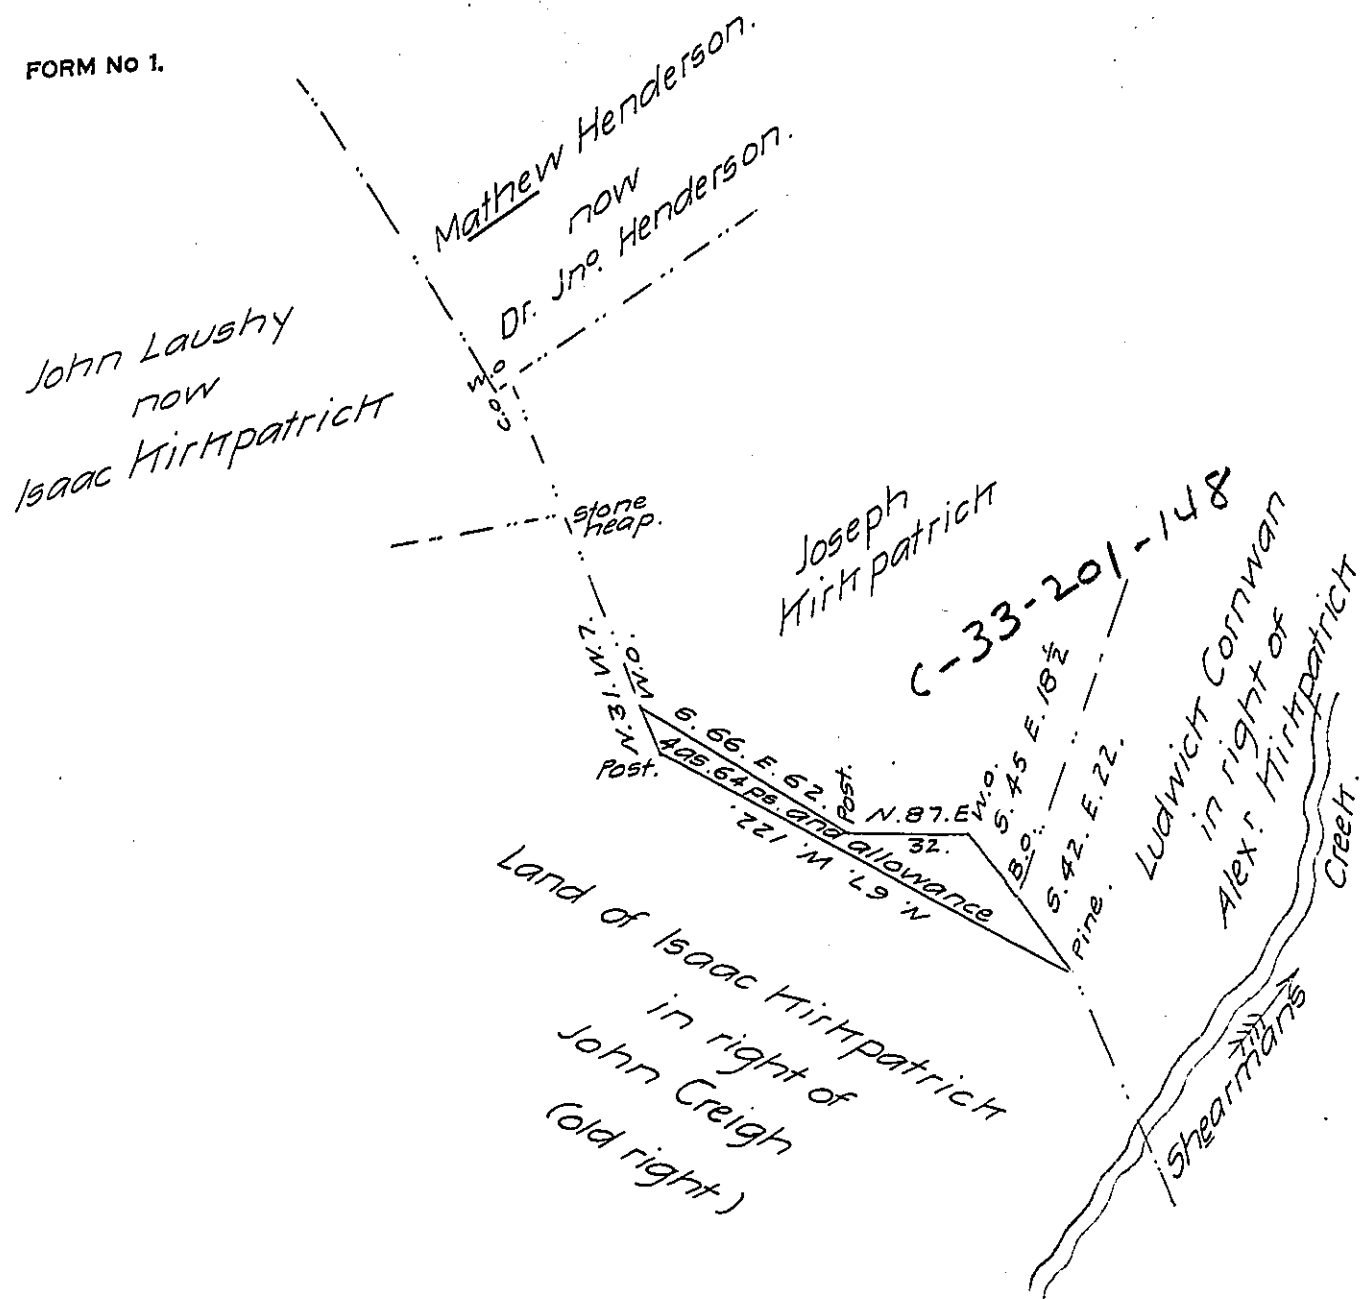 FORM No 1.
Mathew Henderson.
now
Dr. Jno. Henderson.
John Laushy
now
Isaac Kirkpatrick
w.o
c.o.
stone
heap.
Joseph
Kirkpatrick
C-33-201-148
Ludwick Cornwan
in right of
Alexr. Kirkpatrick
N.31.W.7.
W.O.
Post.
S. 66. E. 62.
4as.64ps.and allowance
N. 67. W. 122.
Post.
N.87.E
32.
W.O.
S. 45 E. 18½
B.O.
S. 42. E. 22.
Pine.
Land of Isaac Kirkpatrick
in right of
John Creigh
(old right)
Shearmans
Creek.